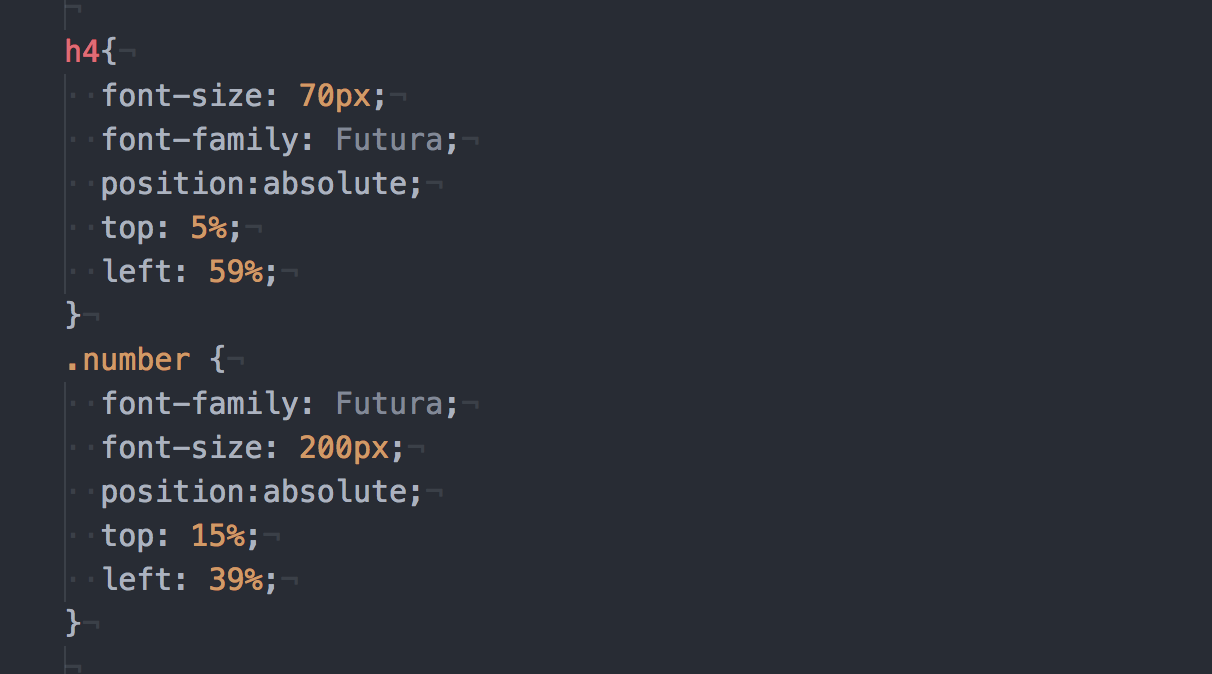 h4{
  font-size: 70px;
  font-family: Futura;
  position:absolute;
  top: 5%;
  left: 59%;
}
.number {
  font-family: Futura;
  font-size: 200px;
  position:absolute;
  top: 15%;
  left: 39%;
}